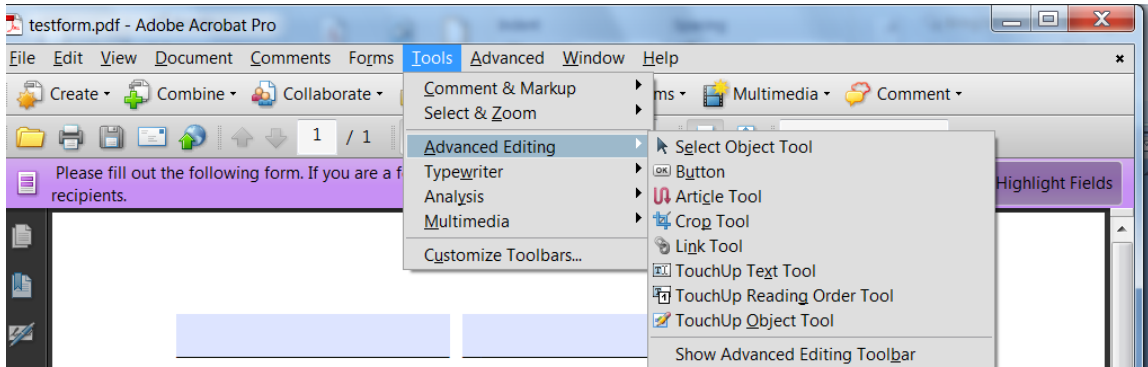 testform.pdf - Adobe Acrobat Pro
File Edit View Document Comments Forms Tools Advanced Window Help
Create Combine Collaborate ms Multimedia Comment
1 / 1
Please fill out the following form. If you are a f
recipients.
Highlight Fields
Comment & Markup
Select & Zoom
Advanced Editing
Typewriter
Analysis
Multimedia
Customize Toolbars...
Select Object Tool
OK Button
Article Tool
Crop Tool
Link Tool
TouchUp Text Tool
TouchUp Reading Order Tool
TouchUp Object Tool
Show Advanced Editing Toolbar